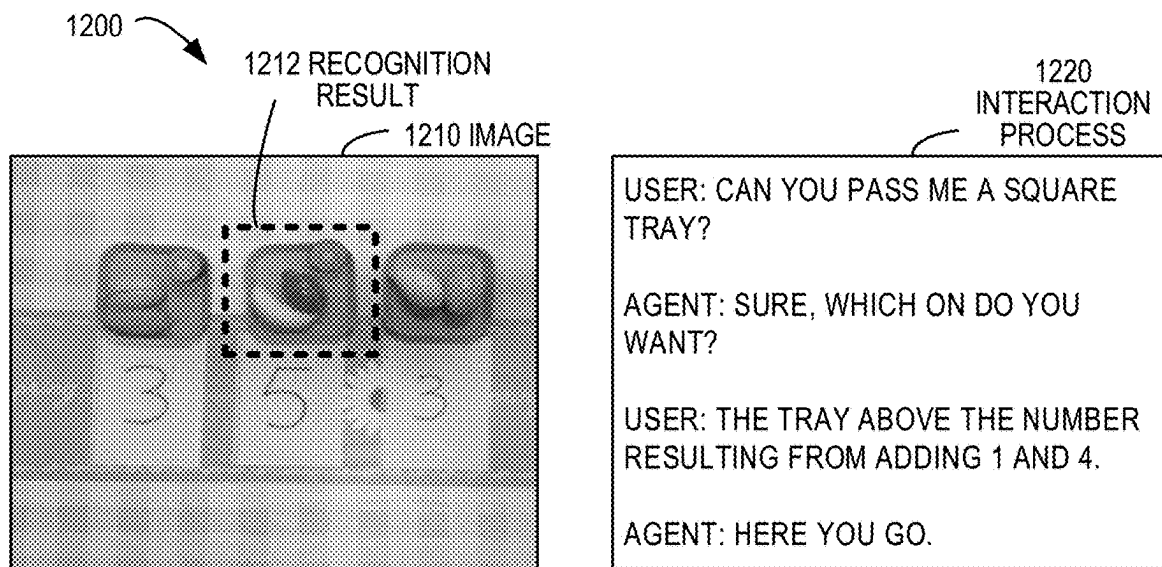 1200
1212 RECOGNITION
RESULT
1210 IMAGE
3 5 3
1220
INTERACTION
PROCESS
USER: CAN YOU PASS ME A SQUARE
TRAY?
AGENT: SURE, WHICH ON DO YOU
WANT?
USER: THE TRAY ABOVE THE NUMBER
RESULTING FROM ADDING 1 AND 4.
AGENT: HERE YOU GO.